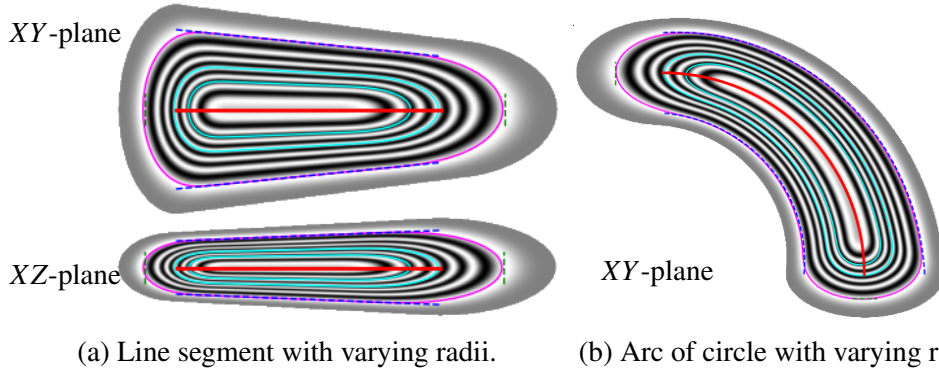 XY-plane
XZ-plane
XY-plane
(a) Line segment with varying radii.
(b) Arc of circle with varying r